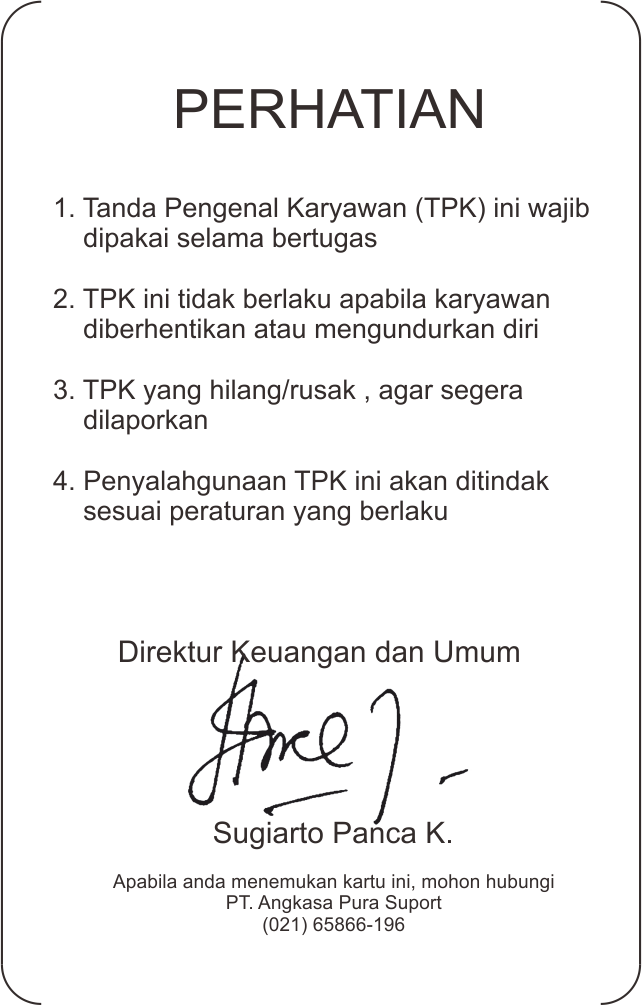 PERHATIAN
1. Tanda Pengenal Karyawan (TPK) ini wajib
dipakai selama bertugas
2. TPK ini tidak berlaku apabila karyawan
diberhentikan atau mengundurkan diri
3. TPK yang hilang/rusak , agar segera
dilaporkan
4. Penyalahgunaan TPK ini akan ditindak
sesuai peraturan yang berlaku
Direktur Keuangan dan Umum
Sugiarto Panca K.
Apabila anda menemukan kartu ini, mohon hubungi
PT. Angkasa Pura Suport
(021) 65866-196